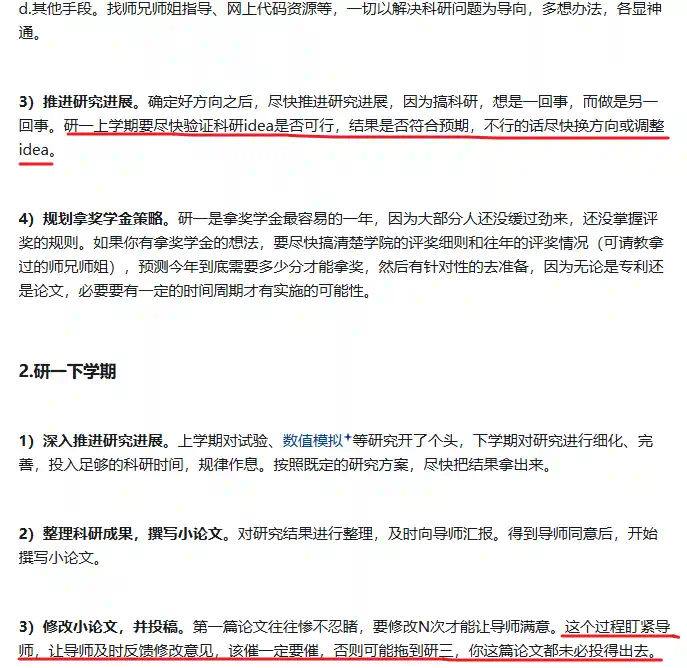 d.其他手段。找师兄师姐指导、网上代码资源等，一切以解决科研问题为导向，多想办法，各显神
通。
3）推进研究进展。确定好方向之后，尽快推进研究进展，因为搞科研，想是一回事，而做是另一
回事。研一上学期要尽快验证科研idea是否可行，结果是否符合预期，不行的话尽快换方向或调整
idea。
4）规划拿奖学金策略。研一是拿奖学金最容易的一年，因为大部分人还没缓过劲来，还没掌握评
奖的规则。如果你有拿奖学金的想法，要尽快搞清楚学院的评奖细则和往年的评奖情况（可请教拿
过的师兄师姐），预测今年到底需要多少分才能拿奖，然后有针对性的去准备，因为无论是专利还
是论文，必要要有一定的时间周期才有实施的可能性。
2.研一下学期
1）深入推进研究进展。上学期对试验、数值模拟等研究开了个头，下学期对研究进行细化、完
善，投入足够的科研时间，规律作息。按照既定的研究方案，尽快把结果拿出来。
2）整理科研成果，撰写小论文。对研究结果进行整理，及时向导师汇报。得到导师同意后，开始
撰写小论文。
3）修改小论文，并投稿。第一篇论文往往惨不忍睹，要修改N次才能让导师满意。这个过程盯紧导
师，让导师及时反馈修改意见，该催一定要催，否则可能拖到研三，你这篇论文都未必投得出去。